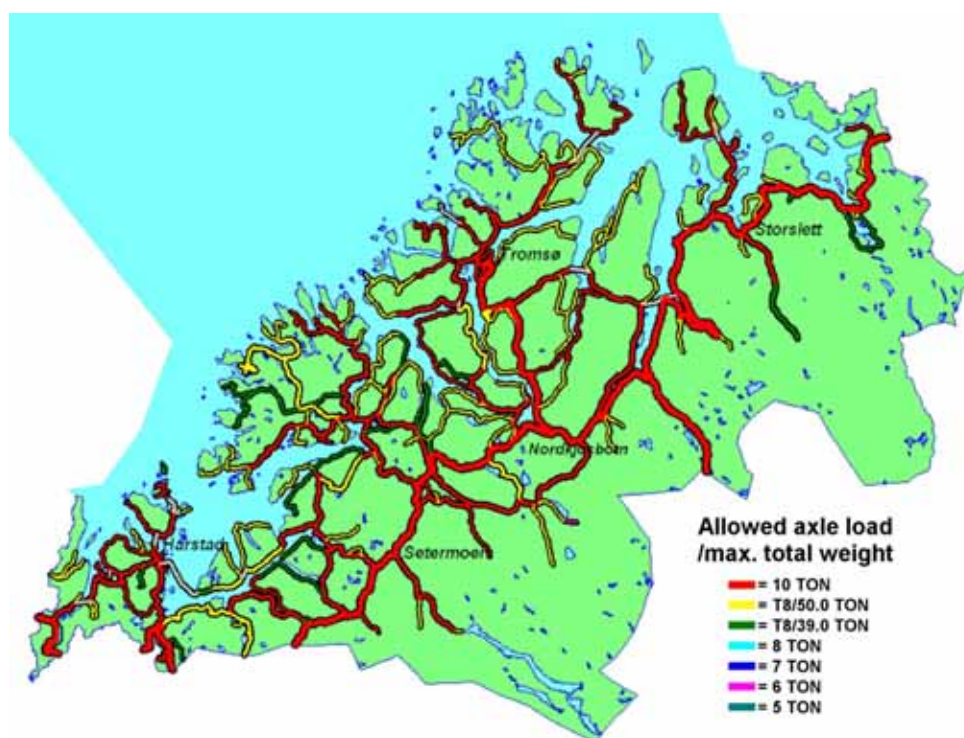 Storslett
Tromsø
Nordkjosbotn
Harstad
Setermoen
Allowed axle load
/max. total weight
= 10 TON
= T8/50.0 TON
= T8/39.0 TON
= 8 TON
= 7 TON
= 6 TON
= 5 TON